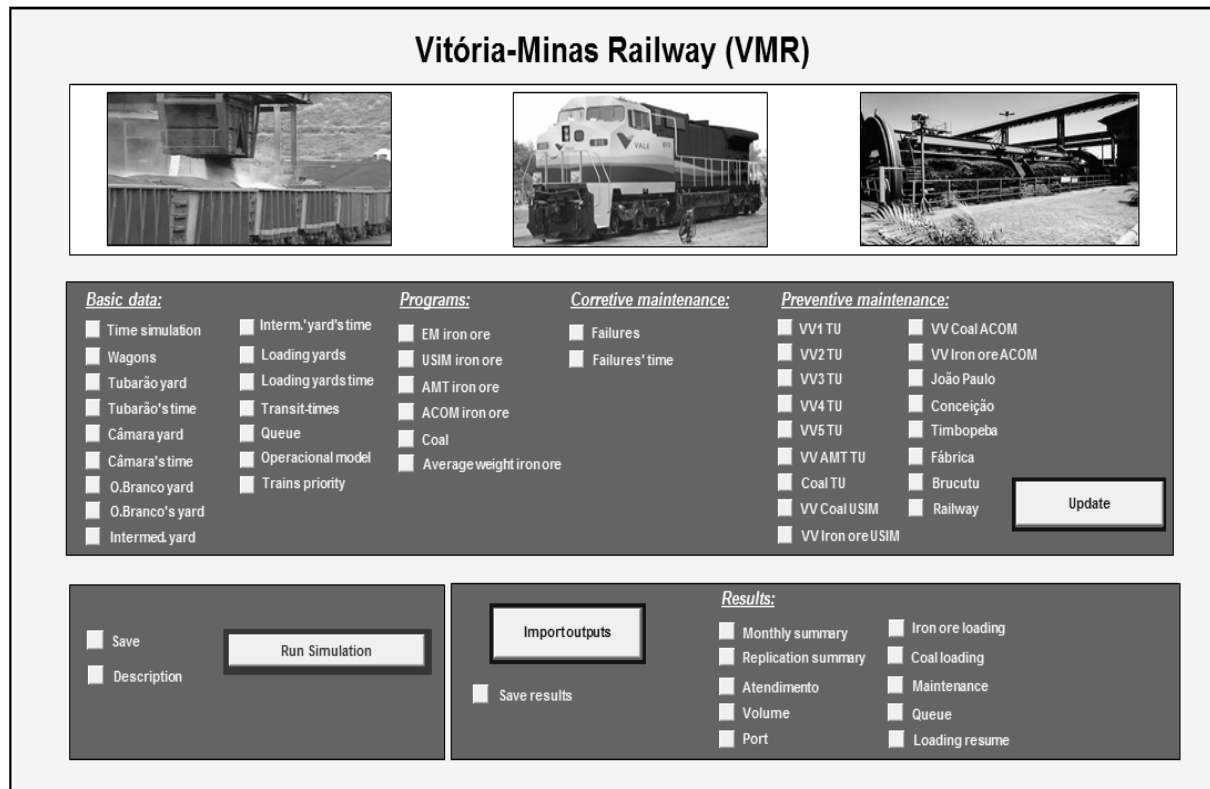 Vitória-Minas Railway (VMR)
VALE
815
Basic data:
Time simulation
Wagons
Tubarão yard
Tubarão's time
Câmara yard
Câmara's time
O.Branco yard
O.Branco's yard
Intermed. yard
Interm.' yard's time
Loading yards
Loading yards time
Transit-times
Queue
Operacional model
Trains priority
Programs:
EM iron ore
USIM iron ore
AMT iron ore
ACOM iron ore
Coal
Average weight iron ore
Corretive maintenance:
Failures
Failures' time
Preventive maintenance:
VV1 TU
VV2 TU
VV3 TU
VV4 TU
VV5 TU
VV AMT TU
Coal TU
VV Coal USIM
VV Iron ore USIM
VV Coal ACOM
VV Iron ore ACOM
João Paulo
Conceição
Timbopeba
Fábrica
Brucutu
Railway
Update
Save
Description
Run Simulation
Import outputs
Save results
Results:
Monthly summary
Replication summary
Atendimento
Volume
Port
Iron ore loading
Coal loading
Maintenance
Queue
Loading resume